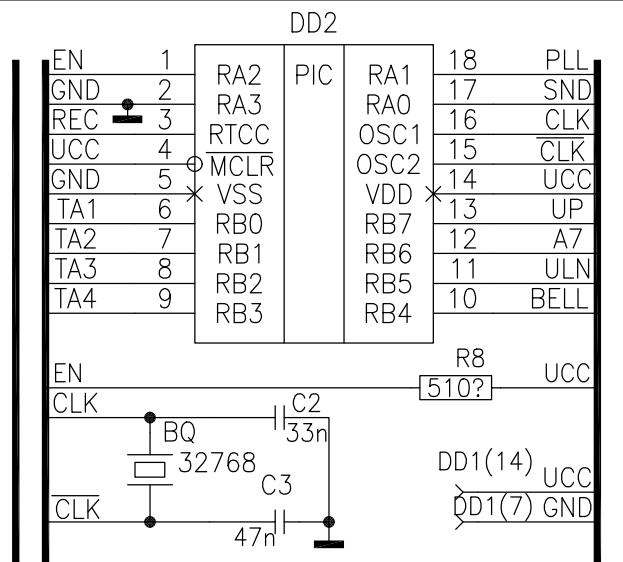 DD2
EN 1 RA2 PIC RA1 18 PLL
GND 2 RA3 RA0 17 SND
REC 3 RTCC OSC1 16 CLK
UCC 4 MCLR OSC2 15 CLK
GND 5 VSS VDD 14 UCC
TA1 6 RB0 RB7 13 UP
TA2 7 RB1 RB6 12 A7
TA3 8 RB2 RB5 11 ULN
TA4 9 RB3 RB4 10 BELL
R8
EN 510? UCC
CLK C2
BQ 33n
32768 DD1(14)
C3 UCC
CLK DD1(7) GND
47n